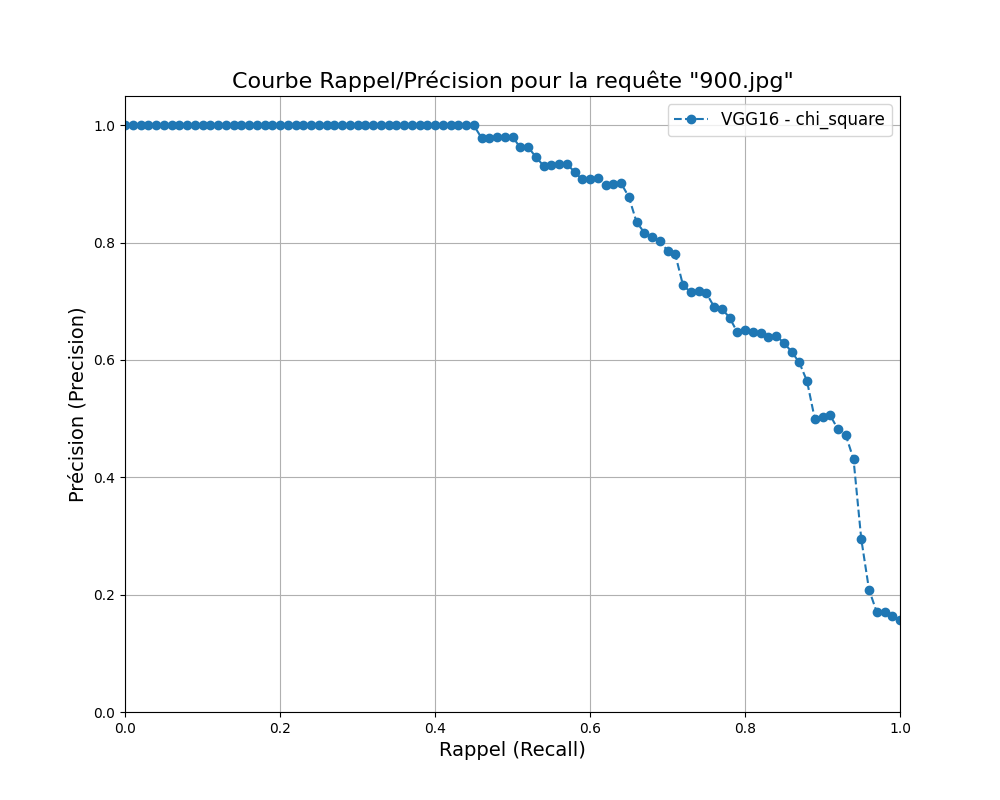 Courbe Rappel/Précision pour la requête "900.jpg"
VGG16 - chi_square
Précision (Precision)
1.0
0.8
0.6
0.4
0.2
0.0
0.0 0.2 0.4 0.6 0.8 1.0
Rappel (Recall)